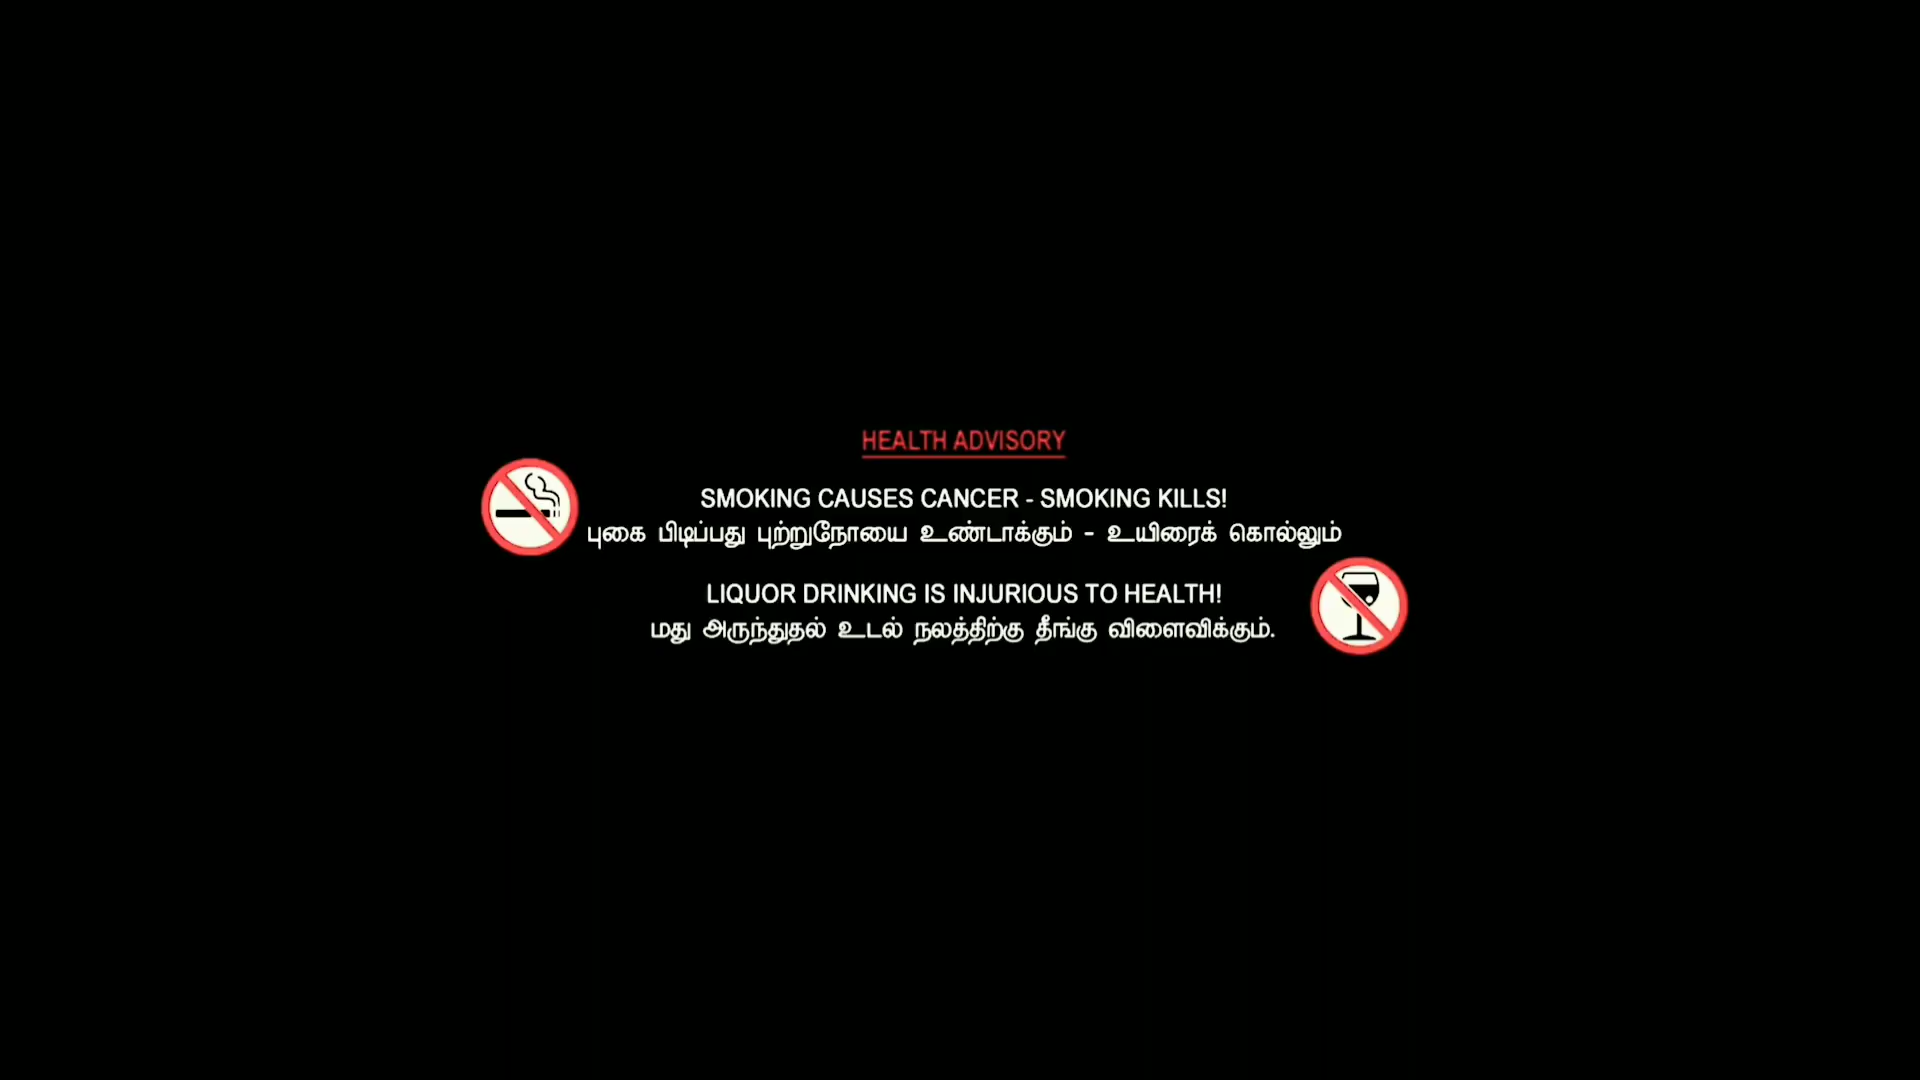 HEALTH ADVISORY
SMOKING CAUSES CANCER - SMOKING KILLS!
புகை பிடிப்பது புற்றுநோயை உண்டாக்கும் - உயிரைக் கொல்லும்
LIQUOR DRINKING IS INJURIOUS TO HEALTH!
மது அருந்துதல் உடல் நலத்திற்கு தீங்கு விளைவிக்கும்.